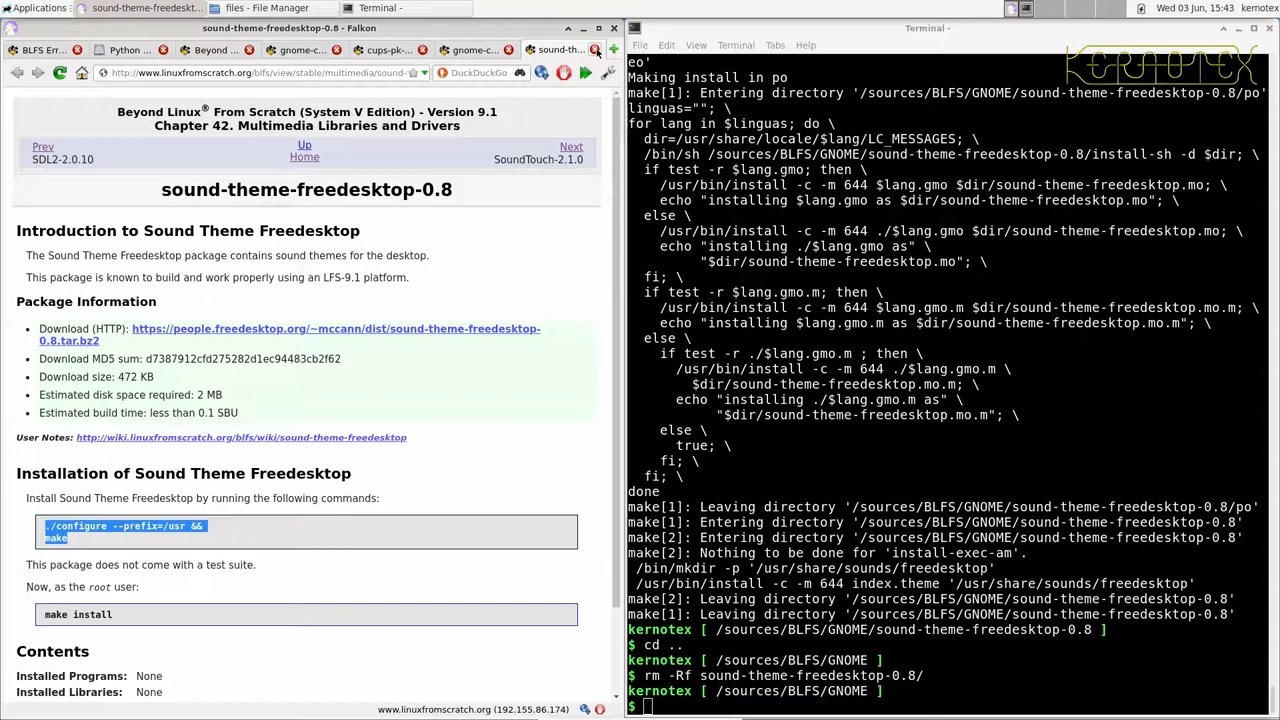 Applications
sound-theme-freedeskt...
files - File Manager
Terminal -
Wed 03 Jun, 15:43
kernotex
sound-theme-freedesktop-0.8 - Falkon
BLFS Err...
Python ...
Beyond ...
gnome-c...
cups-pk-...
gnome-c...
sound-th...
http://www.linuxfromscratch.org/blfs/view/stable/multimedia/sound-
DuckDuckGo
Beyond Linux® From Scratch (System V Edition) - Version 9.1
Chapter 42. Multimedia Libraries and Drivers
Prev
SDL2-2.0.10
Up
Home
Next
SoundTouch-2.1.0
sound-theme-freedesktop-0.8
Introduction to Sound Theme Freedesktop
The Sound Theme Freedesktop package contains sound themes for the desktop.
This package is known to build and work properly using an LFS-9.1 platform.
Package Information
Download (HTTP): https://people.freedesktop.org/~mccann/dist/sound-theme-freedesktop-
0.8.tar.bz2
Download MD5 sum: d7387912cfd275282d1ec94483cb2f62
Download size: 472 KB
Estimated disk space required: 2 MB
Estimated build time: less than 0.1 SBU
User Notes: http://wiki.linuxfromscratch.org/blfs/wiki/sound-theme-freedesktop
Installation of Sound Theme Freedesktop
Install Sound Theme Freedesktop by running the following commands:
./configure --prefix=/usr &&
make
This package does not come with a test suite.
Now, as the root user:
make install
Contents
Installed Programs: None
Installed Libraries: None
www.linuxfromscratch.org (192.155.86.174)
Terminal -
File Edit View Terminal Tabs Help
KERNOTEX
eo'
Making install in po
make[1]: Entering directory '/sources/BLFS/GNOME/sound-theme-freedesktop-0.8/po'
linguas=""; \
for lang in $linguas; do \
dir=/usr/share/locale/$lang/LC_MESSAGES; \
/bin/sh /sources/BLFS/GNOME/sound-theme-freedesktop-0.8/install-sh -d $dir; \
if test -r $lang.gmo; then \
/usr/bin/install -c -m 644 $lang.gmo $dir/sound-theme-freedesktop.mo; \
echo "installing $lang.gmo as $dir/sound-theme-freedesktop.mo"; \
else \
/usr/bin/install -c -m 644 ./$lang.gmo $dir/sound-theme-freedesktop.mo; \
echo "installing ./$lang.gmo as" \
"$dir/sound-theme-freedesktop.mo"; \
fi; \
if test -r $lang.gmo.m; then \
/usr/bin/install -c -m 644 $lang.gmo.m $dir/sound-theme-freedesktop.mo.m; \
echo "installing $lang.gmo.m as $dir/sound-theme-freedesktop.mo.m"; \
else \
if test -r ./$lang.gmo.m ; then \
/usr/bin/install -c -m 644 ./$lang.gmo.m \
$dir/sound-theme-freedesktop.mo.m; \
echo "installing ./$lang.gmo.m as" \
"$dir/sound-theme-freedesktop.mo.m"; \
else \
true; \
fi; \
fi; \
done
make[1]: Leaving directory '/sources/BLFS/GNOME/sound-theme-freedesktop-0.8/po'
make[1]: Entering directory '/sources/BLFS/GNOME/sound-theme-freedesktop-0.8'
make[2]: Entering directory '/sources/BLFS/GNOME/sound-theme-freedesktop-0.8'
make[2]: Nothing to be done for 'install-exec-am'.
/bin/mkdir -p '/usr/share/sounds/freedesktop'
/usr/bin/install -c -m 644 index.theme '/usr/share/sounds/freedesktop'
make[2]: Leaving directory '/sources/BLFS/GNOME/sound-theme-freedesktop-0.8'
make[1]: Leaving directory '/sources/BLFS/GNOME/sound-theme-freedesktop-0.8'
kernotex [ /sources/BLFS/GNOME/sound-theme-freedesktop-0.8 ]
$ cd ..
kernotex [ /sources/BLFS/GNOME ]
$ rm -Rf sound-theme-freedesktop-0.8/
kernotex [ /sources/BLFS/GNOME ]
$